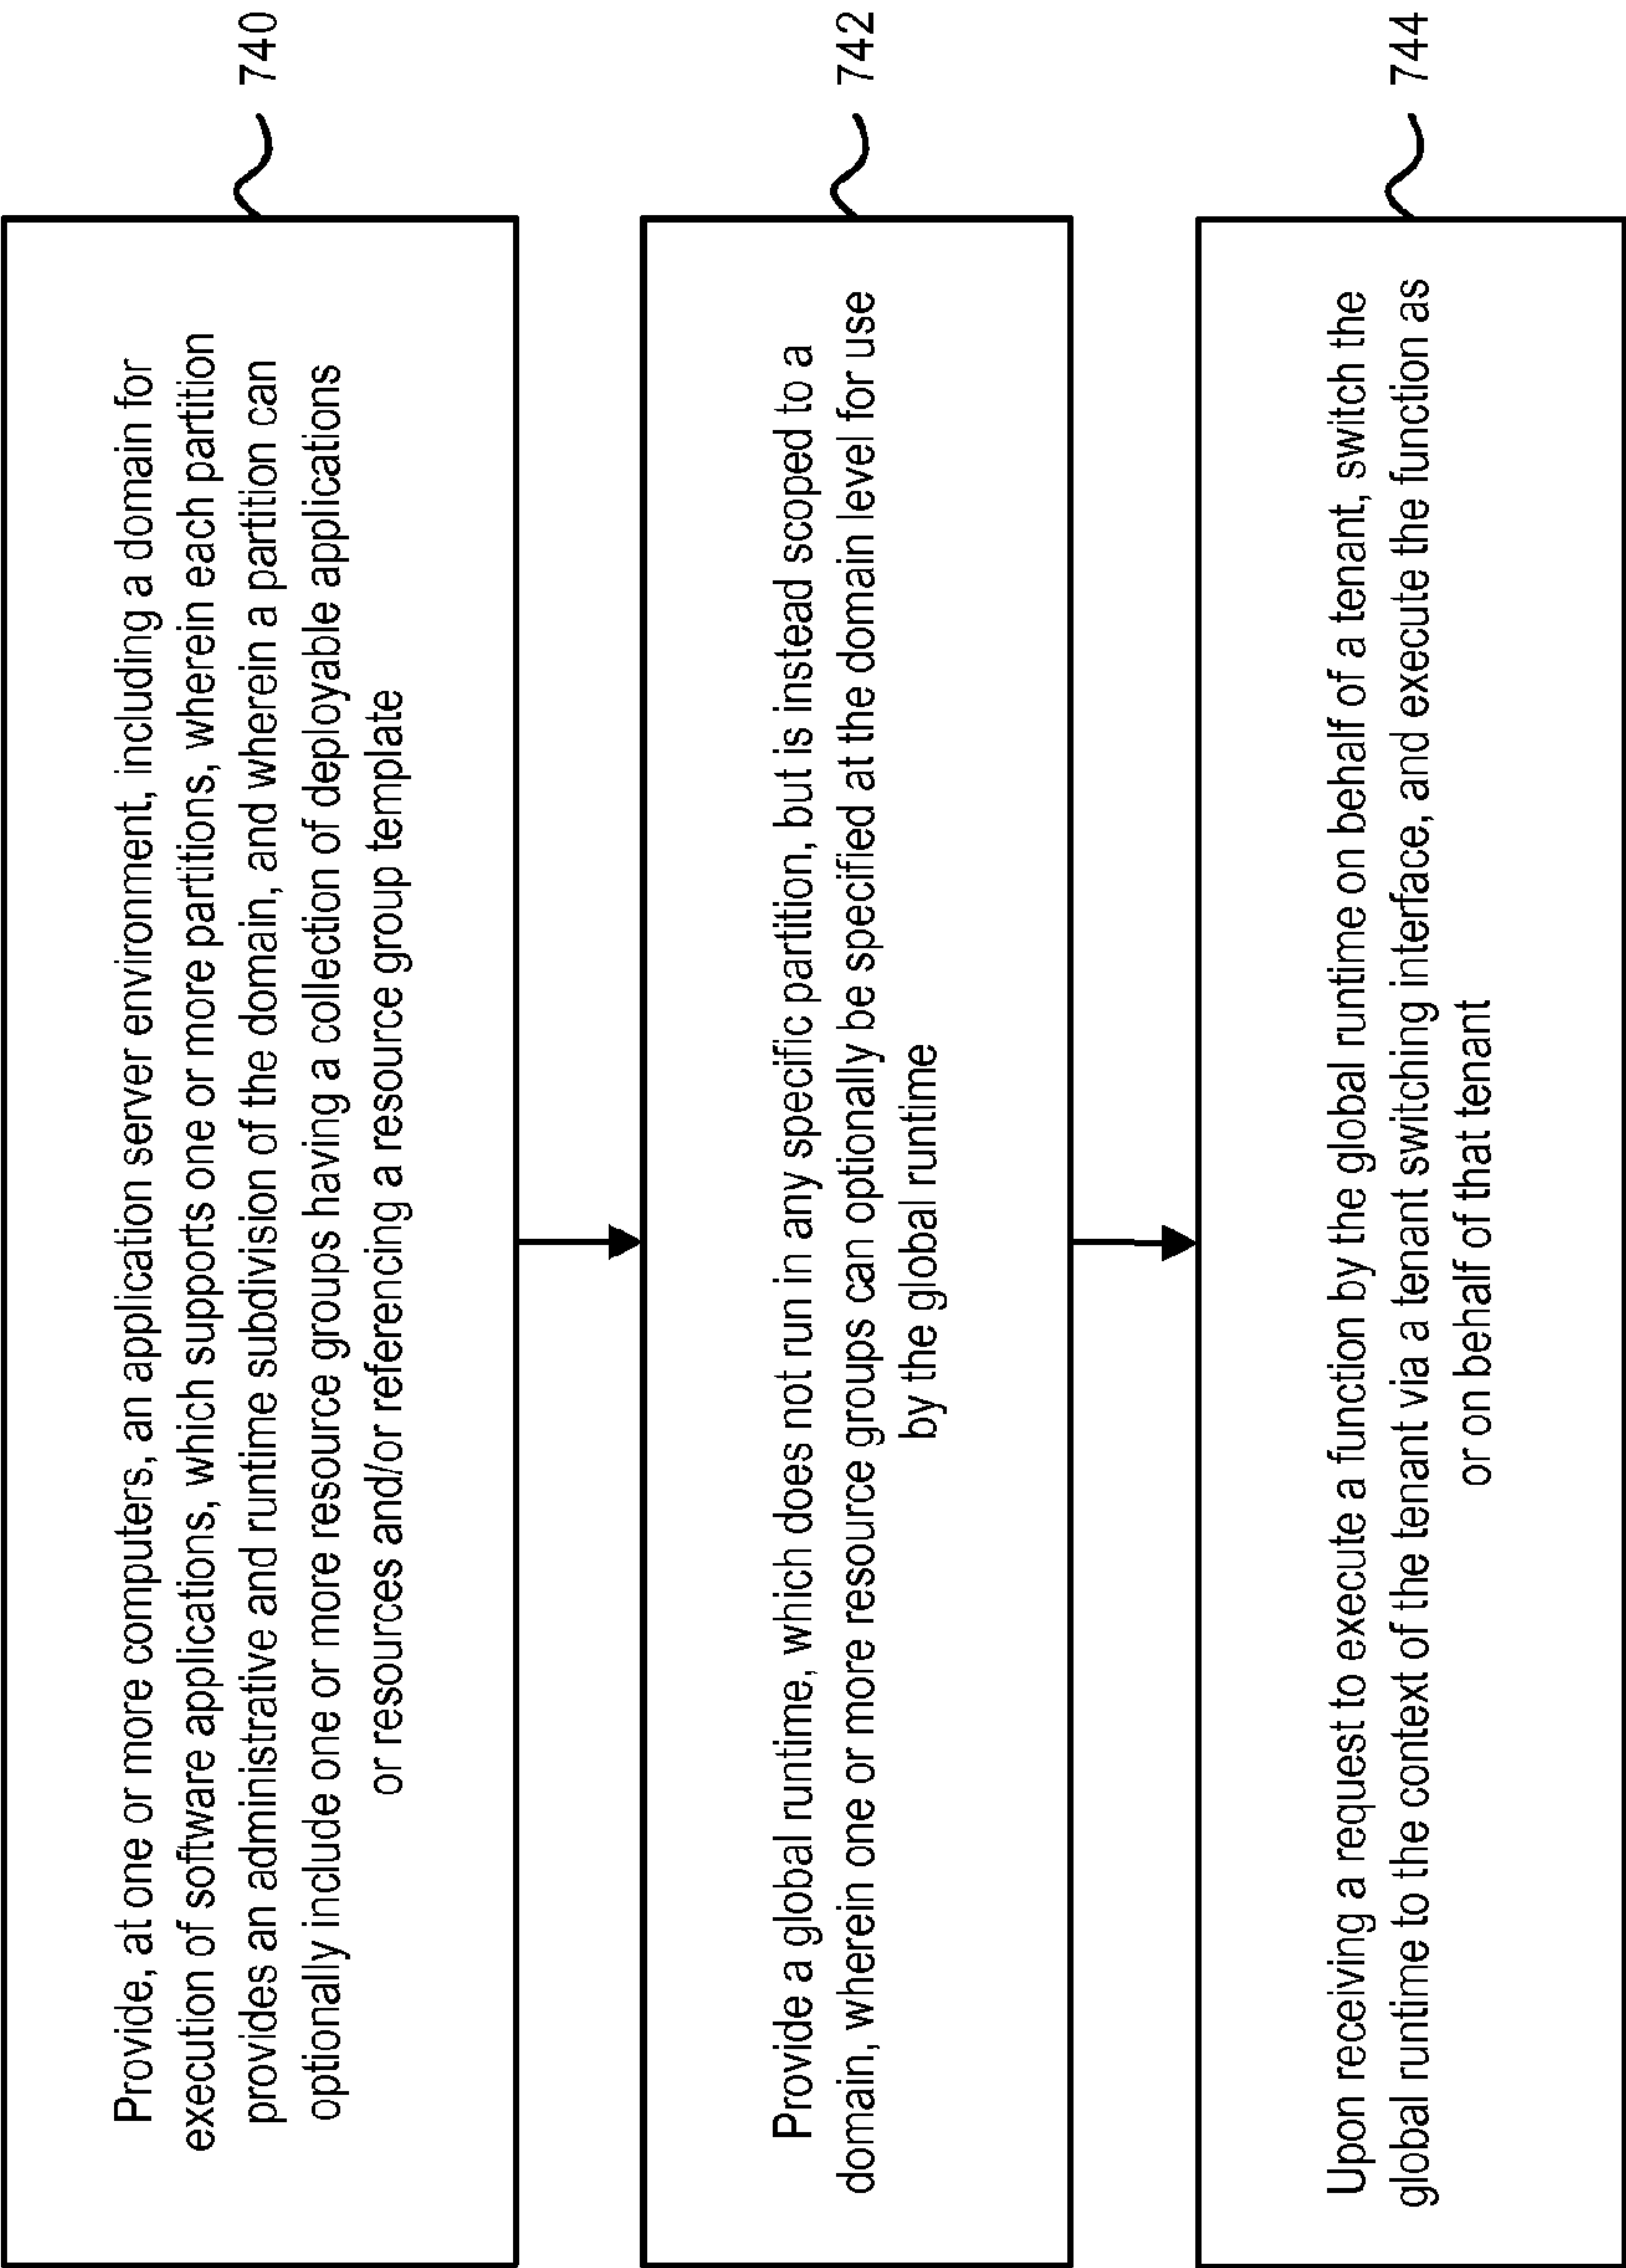 Provide, at one or more computers, an application server environment, including a domain for
execution of software applications, which supports one or more partitions, wherein each partition
provides an administrative and runtime subdivision of the domain, and wherein a partition can
optionally include one or more resource groups having a collection of deployable applications
or resources and/or referencing a resource group template
740
Provide a global runtime, which does not run in any specific partition, but is instead scoped to a
domain, wherein one or more resource groups can optionally be specified at the domain level for use
by the global runtime
742
Upon receiving a request to execute a function by the global runtime on behalf of a tenant, switch the
global runtime to the context of the tenant via a tenant switching interface, and execute the function as
or on behalf of that tenant
744